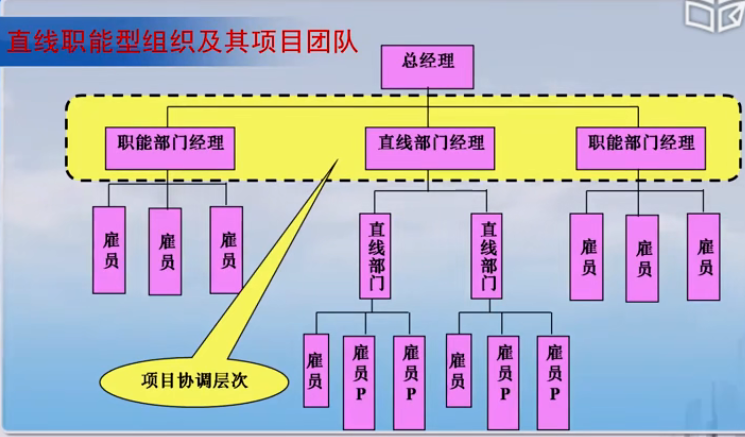 直线职能型组织及其项目团队
总经理
职能部门经理
直线部门经理
职能部门经理
雇员
雇员
雇员
直线部门
直线部门
雇员
雇员
雇员
雇员
雇员P
雇员P
雇员
雇员P
雇员P
项目协调层次